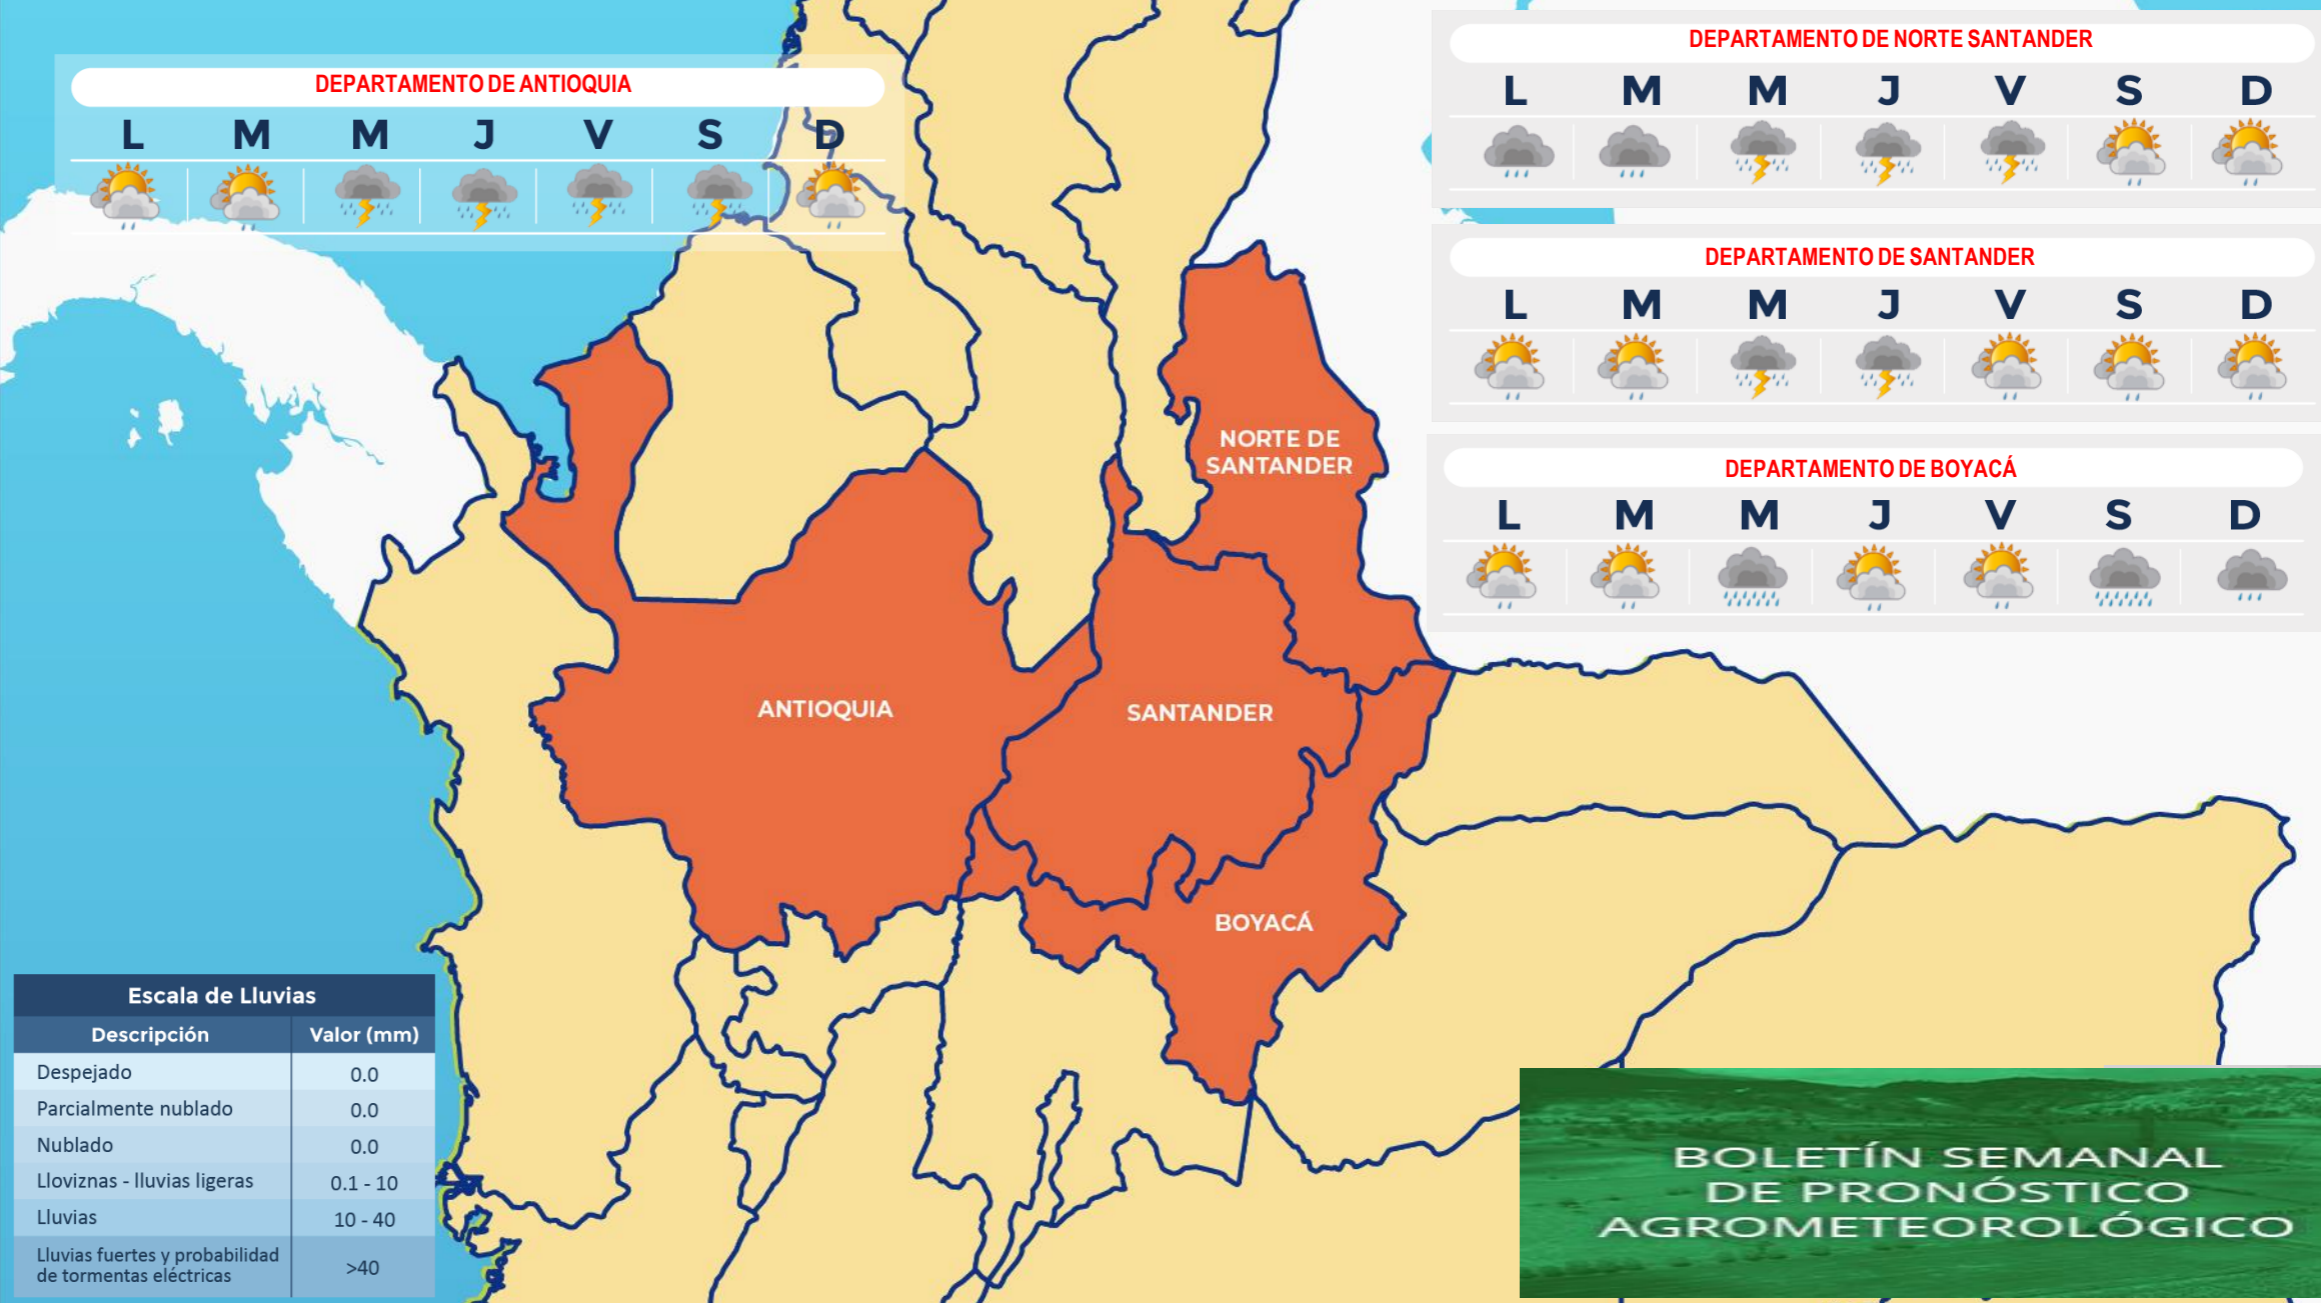 DEPARTAMENTO DE ANTIOQUIA
L M M J V S D
DEPARTAMENTO DE NORTE SANTANDER
L M M J V S D
DEPARTAMENTO DE SANTANDER
L M M J V S D
DEPARTAMENTO DE BOYACÁ
L M M J V S D
NORTE DE
SANTANDER
ANTIOQUIA
SANTANDER
BOYACÁ
Escala de Lluvias
Descripción Valor (mm)
Despejado 0.0
Parcialmente nublado 0.0
Nublado 0.0
Lloviznas - lluvias ligeras 0.1 - 10
Lluvias 10 - 40
Lluvias fuertes y probabilidad
de tormentas eléctricas >40
BOLETÍN SEMANAL
DE PRONÓSTICO
AGROMETEOROLÓGICO